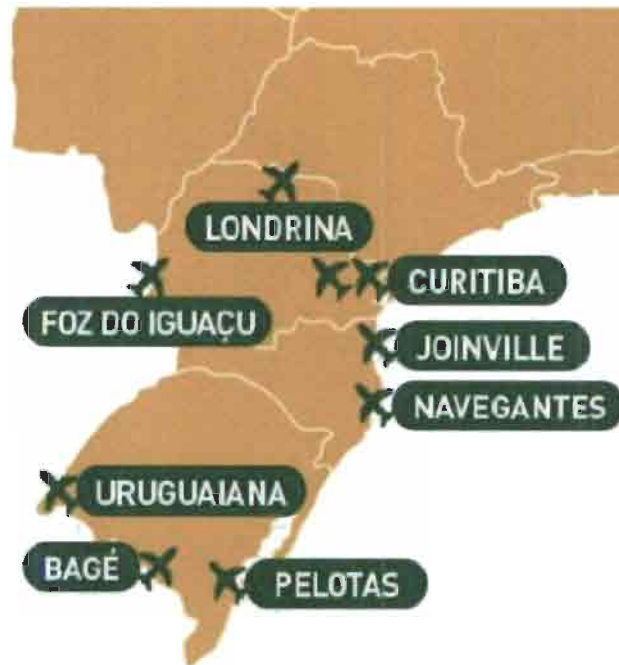 LONDRINA
CURITIBA
FOZ DO IGUAÇU
JOINVILLE
NAVEGANTES
URUGUAIANA
BAGÉ
PELOTAS